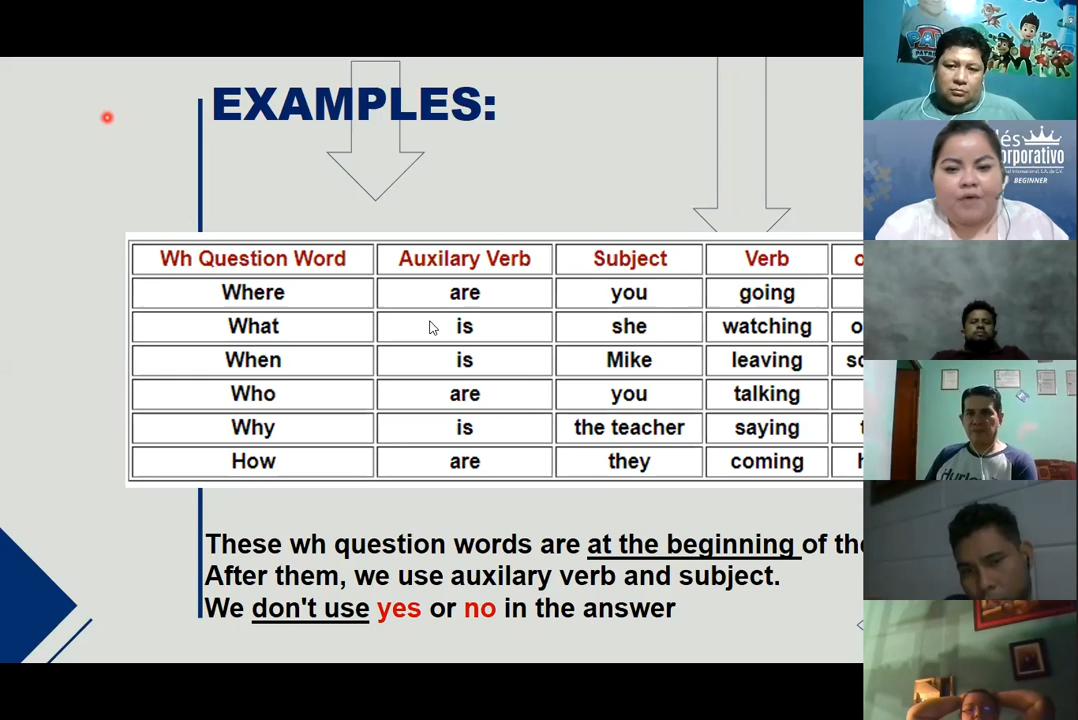 EXAMPLES:
Wh Question Word Auxilary Verb Subject Verb
Where are you going
What is she watching
When is Mike leaving
Who are you talking
Why is the teacher saying
How are they coming
These wh question words are at the beginning of the
After them, we use auxilary verb and subject.
We don't use yes or no in the answer
BEGINNER